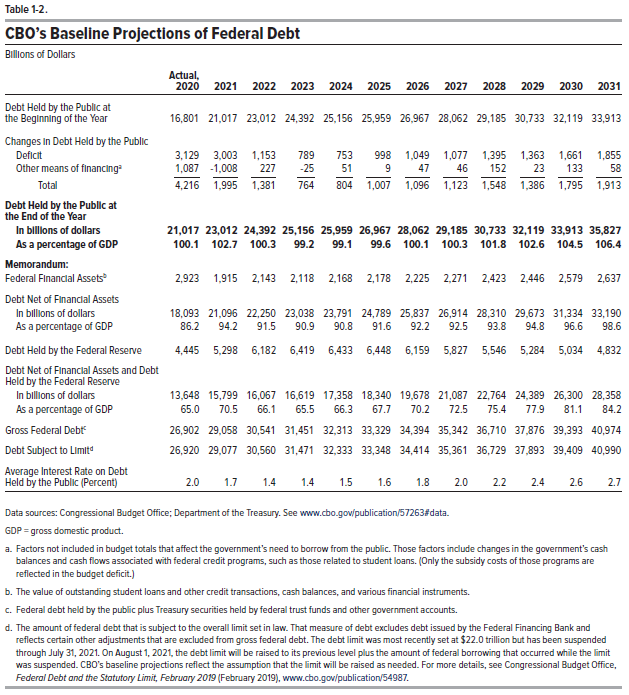 Table 1-2.
CBO's Baseline Projections of Federal Debt
Billions of Dollars
Actual,
2020 2021 2022 2023 2024 2025 2026 2027 2028 2029 2030 2031
Debt Held by the Public at
the Beginning of the Year 16,801 21,017 23,012 24,392 25,156 25,959 26,967 28,062 29,185 30,733 32,119 33,913
Changes in Debt Held by the Public
Deficit 3,129 3,003 1,153 789 753 998 1,049 1,077 1,395 1,363 1,661 1,855
Other means of financingª 1,087 -1,008 227 -25 51 9 47 46 152 23 133 58
Total 4,216 1,995 1,381 764 804 1,007 1,096 1,123 1,548 1,386 1,795 1,913
Debt Held by the Public at
the End of the Year
In billions of dollars 21,017 23,012 24,392 25,156 25,959 26,967 28,062 29,185 30,733 32,119 33,913 35,827
As a percentage of GDP 100.1 102.7 100.3 99.2 99.1 99.6 100.1 100.3 101.8 102.6 104.5 106.4
Memorandum:
Federal Financial Assetsᵇ 2,923 1,915 2,143 2,118 2,168 2,178 2,225 2,271 2,423 2,446 2,579 2,637
Debt Net of Financial Assets
In billions of dollars 18,093 21,096 22,250 23,038 23,791 24,789 25,837 26,914 28,310 29,673 31,334 33,190
As a percentage of GDP 86.2 94.2 91.5 90.9 90.8 91.6 92.2 92.5 93.8 94.8 96.6 98.6
Debt Held by the Federal Reserve 4,445 5,298 6,182 6,419 6,433 6,448 6,159 5,827 5,546 5,284 5,034 4,832
Debt Net of Financial Assets and Debt
Held by the Federal Reserve
In billions of dollars 13,648 15,799 16,067 16,619 17,358 18,340 19,678 21,087 22,764 24,389 26,300 28,358
As a percentage of GDP 65.0 70.5 66.1 65.5 66.3 67.7 70.2 72.5 75.4 77.9 81.1 84.2
Gross Federal Debtᶜ 26,902 29,058 30,541 31,451 32,313 33,329 34,394 35,342 36,710 37,876 39,393 40,974
Debt Subject to Limitᵈ 26,920 29,077 30,560 31,471 32,333 33,348 34,414 35,361 36,729 37,893 39,409 40,990
Average Interest Rate on Debt
Held by the Public (Percent) 2.0 1.7 1.4 1.4 1.5 1.6 1.8 2.0 2.2 2.4 2.6 2.7
Data sources: Congressional Budget Office; Department of the Treasury. See www.cbo.gov/publication/57263#data.
GDP = gross domestic product.
a. Factors not included in budget totals that affect the government's need to borrow from the public. Those factors include changes in the government's cash
balances and cash flows associated with federal credit programs, such as those related to student loans. (Only the subsidy costs of those programs are
reflected in the budget deficit.)
b. The value of outstanding student loans and other credit transactions, cash balances, and various financial instruments.
c. Federal debt held by the public plus Treasury securities held by federal trust funds and other government accounts.
d. The amount of federal debt that is subject to the overall limit set in law. That measure of debt excludes debt issued by the Federal Financing Bank and
reflects certain other adjustments that are excluded from gross federal debt. The debt limit was most recently set at $22.0 trillion but has been suspended
through July 31, 2021. On August 1, 2021, the debt limit will be raised to its previous level plus the amount of federal borrowing that occurred while the limit
was suspended. CBO's baseline projections reflect the assumption that the limit will be raised as needed. For more details, see Congressional Budget Office,
Federal Debt and the Statutory Limit, February 2019 (February 2019), www.cbo.gov/publication/54987.